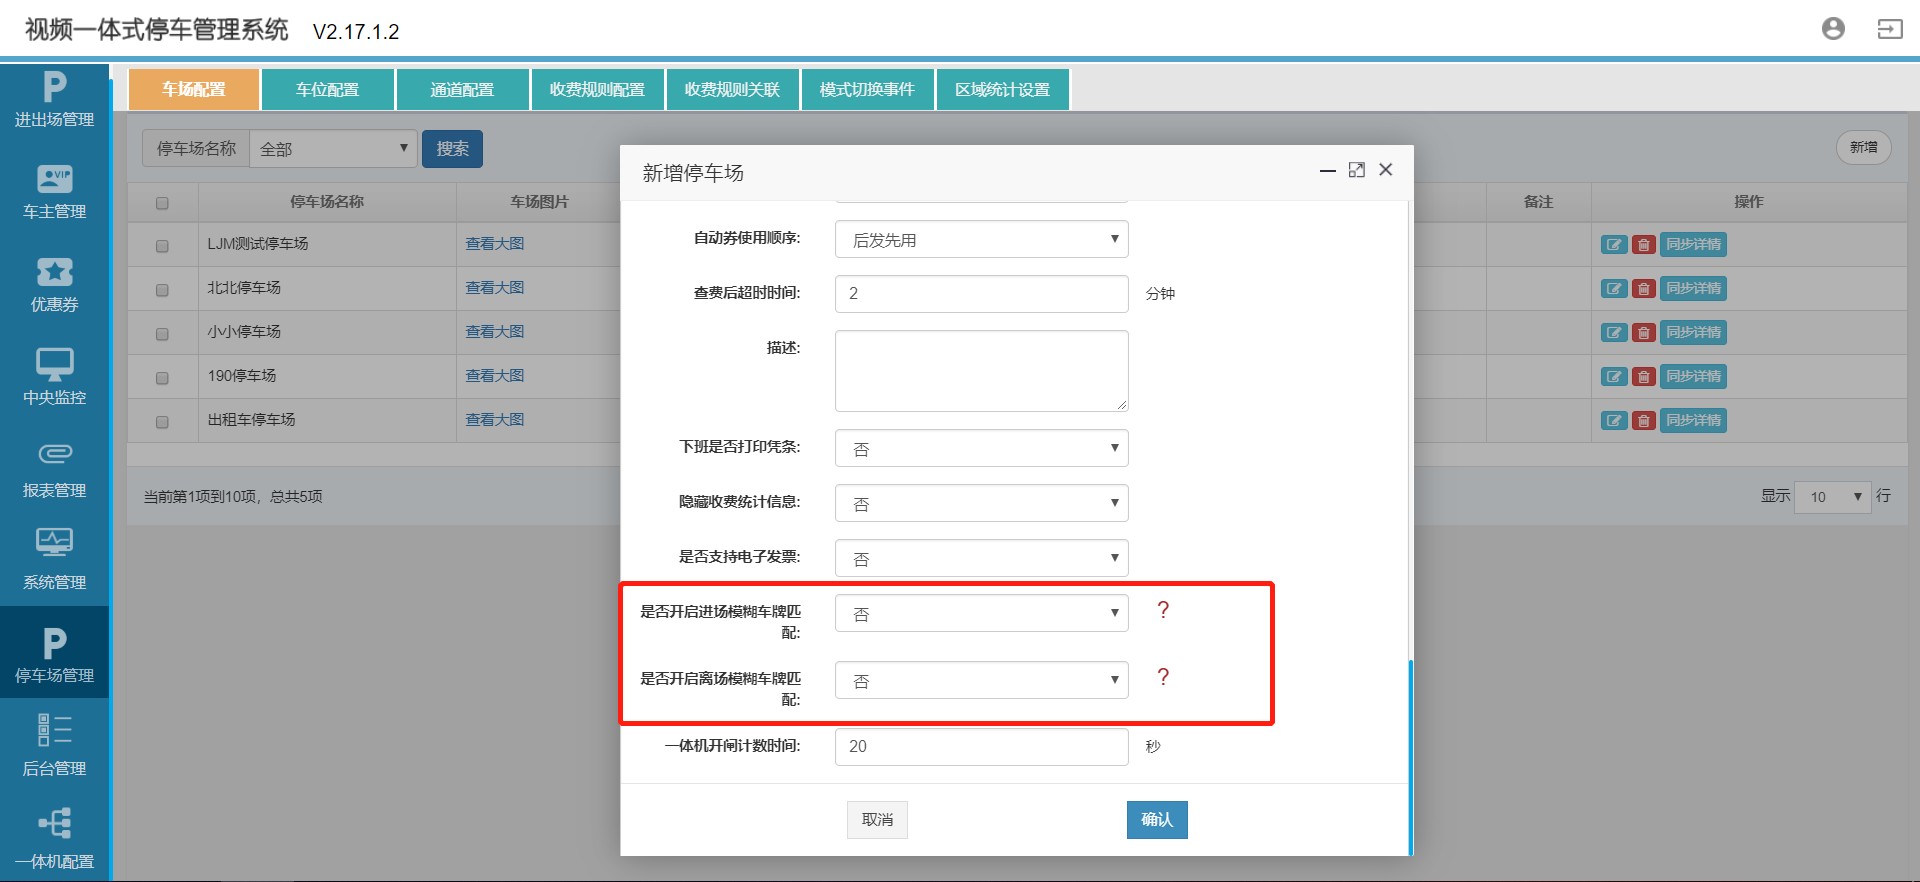 视频一体式停车管理系统 V2.17.1.2
进出场管理
车主管理
VIP
优惠券
中央监控
报表管理
系统管理
停车场管理
后台管理
一体机配置
车场配置 车位配置 通道配置 收费规则配置 收费规则关联 模式切换事件 区域统计设置
停车场名称 全部 搜索 新增
停车场名称 车场图片 备注 操作
LJM测试停车场 查看大图 同步详情
北北停车场 查看大图 同步详情
小小停车场 查看大图 同步详情
190停车场 查看大图 同步详情
出租车停车场 查看大图 同步详情
当前第1项到10项，总共5项 显示 10 行
新增停车场
自动券使用顺序: 后发先用
查费后超时时间: 2 分钟
描述:
下班是否打印凭条: 否
隐藏收费统计信息: 否
是否支持电子发票: 否
是否开启进场模糊车牌匹 否 ?
配:
是否开启离场模糊车牌匹 否 ?
配:
一体机开闸计数时间: 20 秒
取消 确认